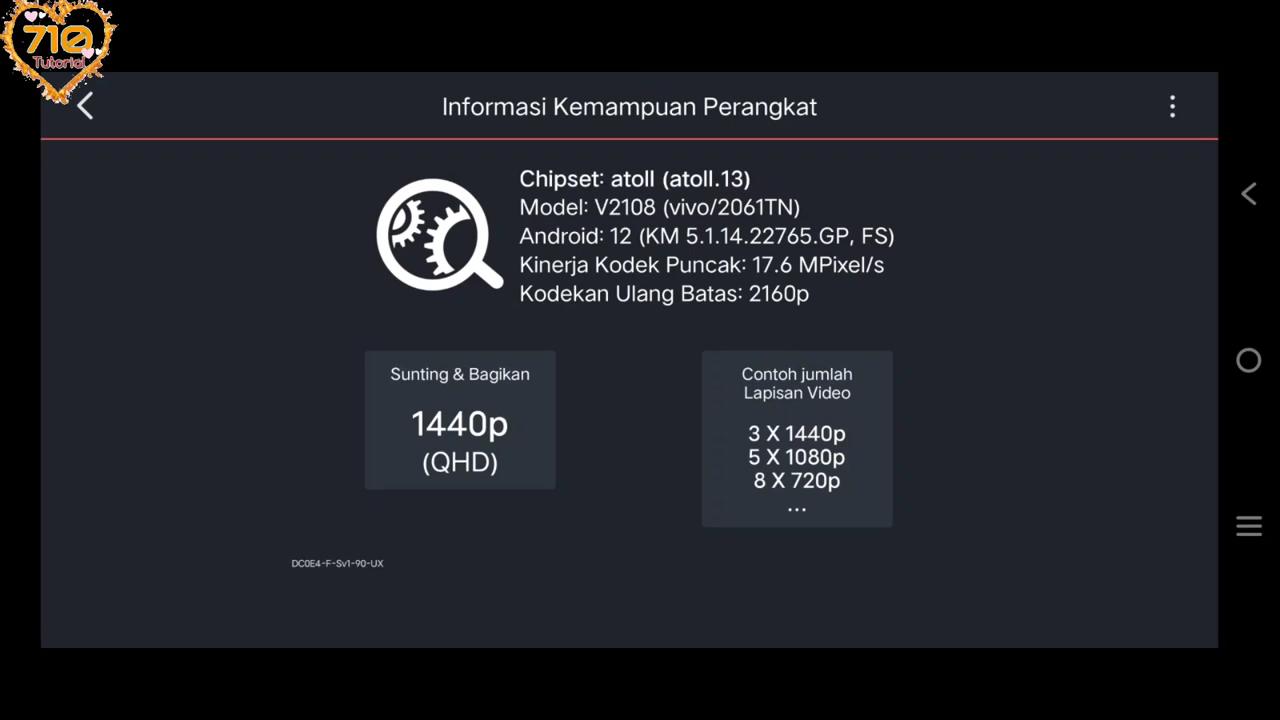 710
Tutorial
Informasi Kemampuan Perangkat
Chipset: atoll (atoll.13)
Model: V2108 (vivo/2061TN)
Android: 12 (KM 5.1.14.22765.GP, FS)
Kinerja Kodek Puncak: 17.6 MPixel/s
Kodekan Ulang Batas: 2160p
Sunting & Bagikan
1440p
(QHD)
Contoh jumlah
Lapisan Video
3 X 1440p
5 X 1080p
8 X 720p
...
DC0E4-F-Sv1-90-UX